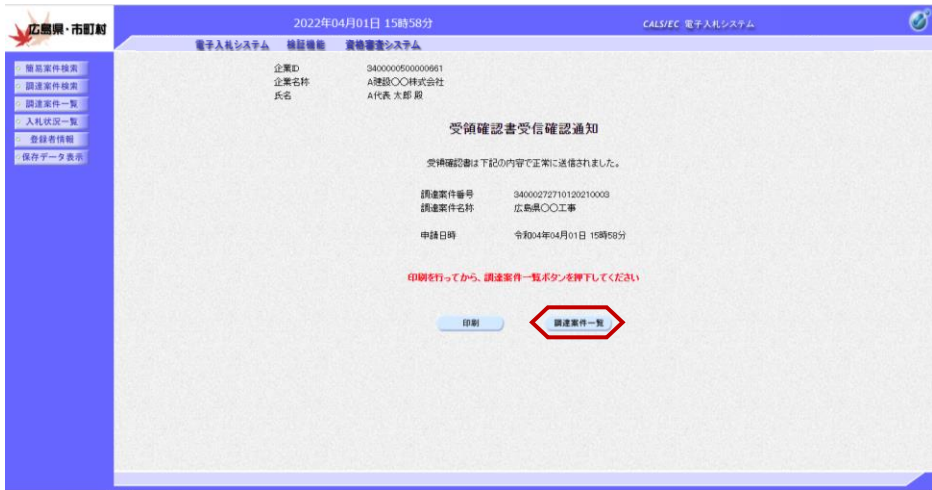 広島県・市町村
2022年04月01日 15時58分
CALS/EC 電子入札システム
電子入札システム 検証機能 資格審査システム
簡易案件検索
調達案件検索
調達案件一覧
入札状況一覧
登録者情報
保存データ表示
企業ID 3400000500000661
企業名称 A建設〇〇株式会社
氏名 A代表 太郎 殿
受領確認書受信確認通知
受領確認書は下記の内容で正常に送信されました。
調達案件番号 34000272710120210003
調達案件名称 広島県〇〇工事
申請日時 令和04年04月01日 15時58分
印刷を行ってから、調達案件一覧ボタンを押下してください
印刷
調達案件一覧